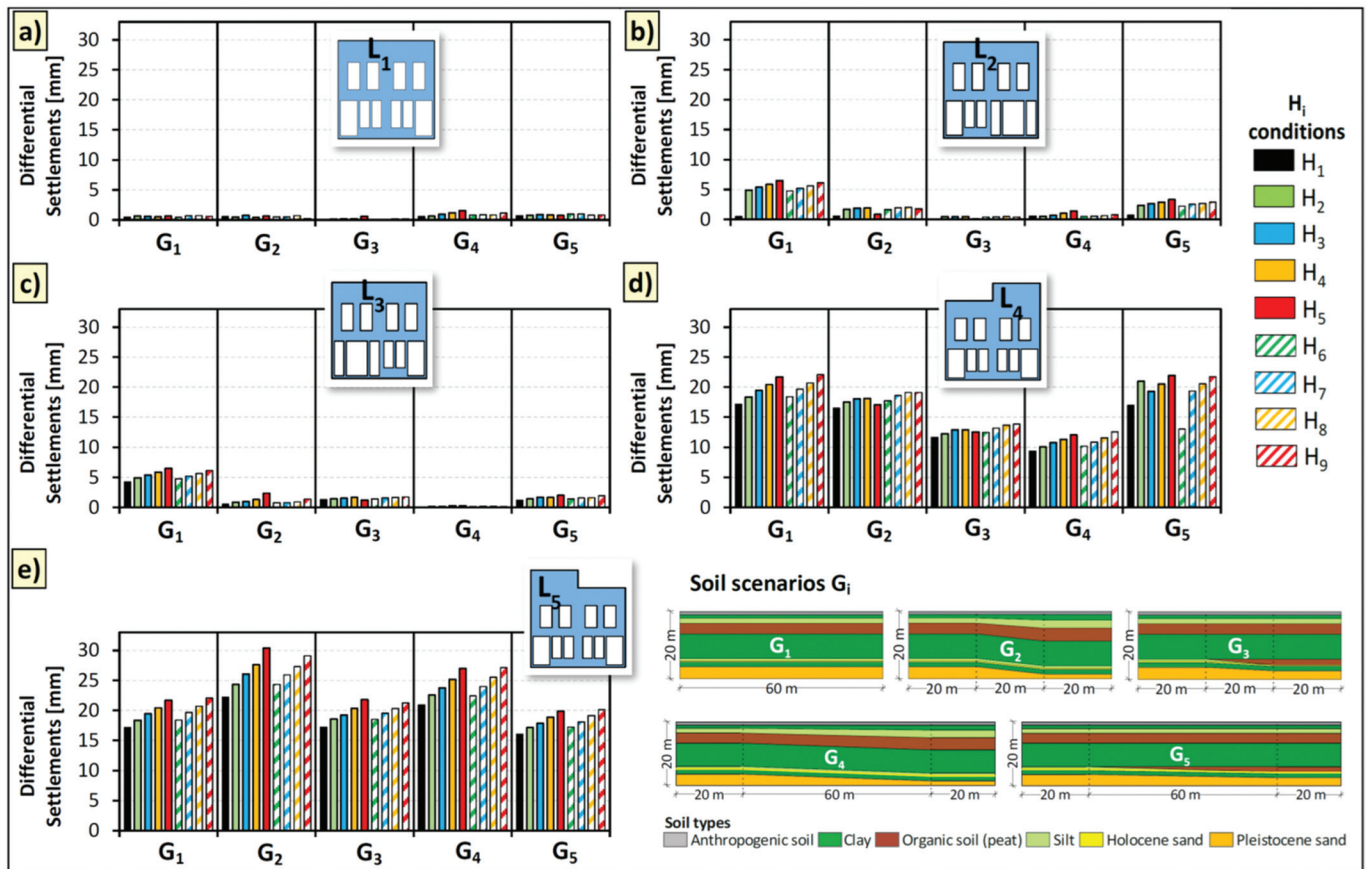 a)
Differential
Settlements [mm]
30
25
20
15
10
5
0
L1
G1 G2 G3 G4 G5
b)
Differential
Settlements [mm]
30
25
20
15
10
5
0
L2
G1 G2 G3 G4 G5
Hi
conditions
H1
H2
H3
H4
H5
H6
H7
H8
H9
c)
Differential
Settlements [mm]
30
25
20
15
10
5
0
L3
G1 G2 G3 G4 G5
d)
Differential
Settlements [mm]
30
25
20
15
10
5
0
L4
G1 G2 G3 G4 G5
e)
Differential
Settlements [mm]
30
25
20
15
10
5
0
L5
G1 G2 G3 G4 G5
Soil scenarios Gi
20 m
G1
60 m
20 m
G2
20 m 20 m 20 m
20 m
G3
20 m 20 m 20 m
20 m
G4
20 m 60 m 20 m
20 m
G5
20 m 60 m 20 m
Soil types
Anthropogenic soil Clay Organic soil (peat) Silt Holocene sand Pleistocene sand